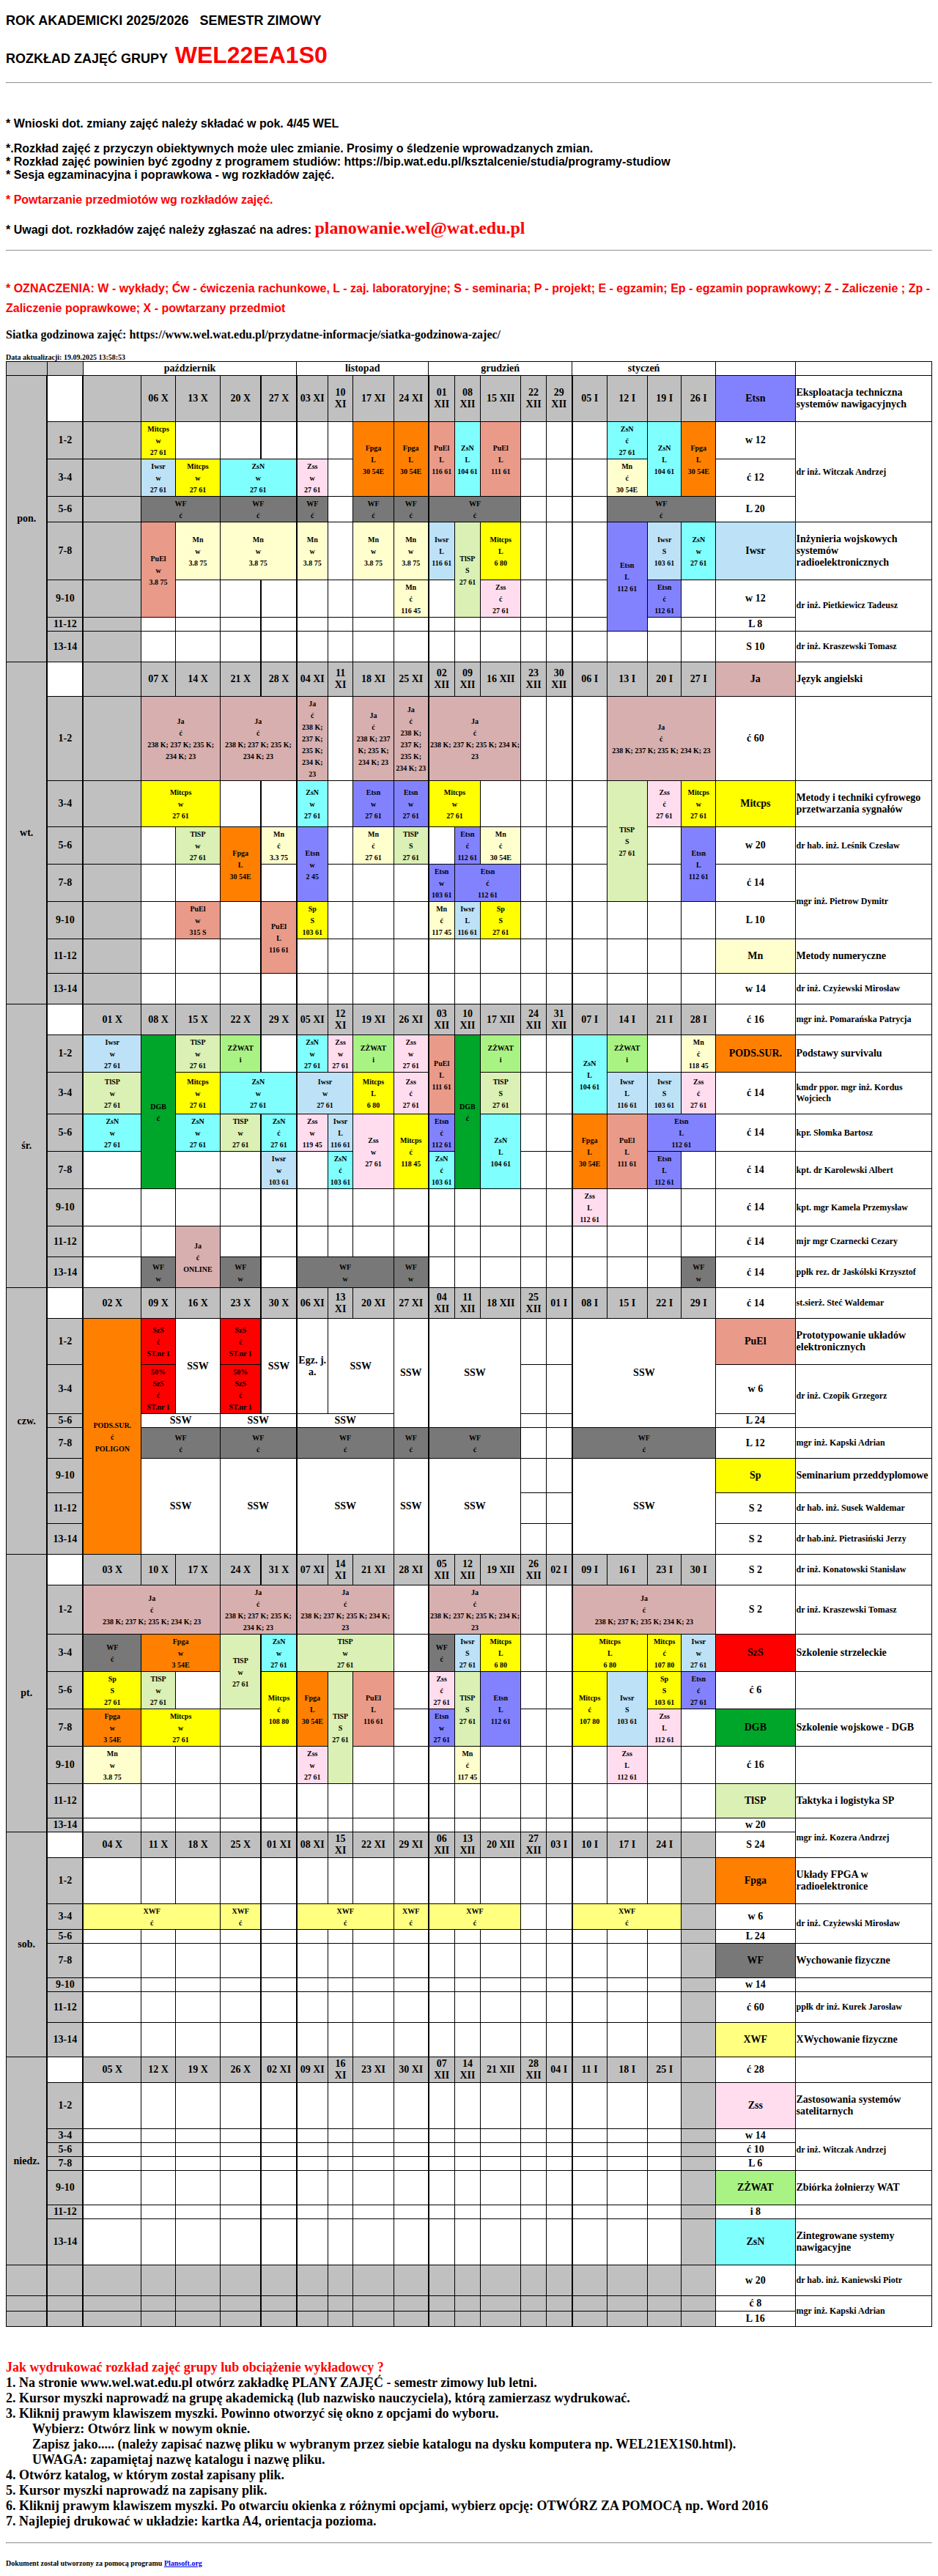 ROK AKADEMICKI 2025/2026 SEMESTR ZIMOWY
ROZKŁAD ZAJĘĆ GRUPY WEL22EA1S0
* Wnioski dot. zmiany zajęć należy składać w pok. 4/45 WEL
*.Rozkład zajęć z przyczyn obiektywnych może ulec zmianie. Prosimy o śledzenie wprowadzanych zmian.
* Rozkład zajęć powinien być zgodny z programem studiów: https://bip.wat.edu.pl/ksztalcenie/studia/programy-studiow
* Sesja egzaminacyjna i poprawkowa - wg rozkładów zajęć.
* Powtarzanie przedmiotów wg rozkładów zajęć.
* Uwagi dot. rozkładów zajęć należy zgłaszać na adres: planowanie.wel@wat.edu.pl
* OZNACZENIA: W - wykłady; Ćw - ćwiczenia rachunkowe, L - zaj. laboratoryjne; S - seminaria; P - projekt; E - egzamin; Ep - egzamin poprawkowy; Z - Zaliczenie ; Zp -
Zaliczenie poprawkowe; X - powtarzany przedmiot
Siatka godzinowa zajęć: https://www.wel.wat.edu.pl/przydatne-informacje/siatka-godzinowa-zajec/
Data aktualizacji: 19.09.2025 13:58:53
październik listopad grudzień styczeń
pon. 06 X 13 X 20 X 27 X 03 XI 10 XI 17 XI 24 XI 01 XII 08 XII 15 XII 22 XII 29 XII 05 I 12 I 19 I 26 I Etsn Eksploatacja techniczna systemów nawigacyjnych
1-2 Mitcps w 27 61 Fpga L 30 54E Fpga L 30 54E PuEl L 116 61 ZsN L 104 61 PuEl L 111 61 ZsN ć 27 61 ZsN L 104 61 Fpga L 30 54E w 12 dr inż. Witczak Andrzej
3-4 Iwsr w 27 61 Mitcps w 27 61 ZsN w 27 61 Zss w 27 61 Mn ć 30 54E ć 12
5-6 WF ć WF ć WF ć WF ć WF ć WF ć WF ć L 20
7-8 PuEl w 3.8 75 Mn w 3.8 75 Mn w 3.8 75 Mn w 3.8 75 Mn w 3.8 75 Mn w 3.8 75 Iwsr L 116 61 TlSP S 27 61 Mitcps L 6 80 Etsn L 112 61 Iwsr S 103 61 ZsN w 27 61 Iwsr Inżynieria wojskowych systemów radioelektronicznych
9-10 Mn ć 116 45 Zss ć 27 61 Etsn ć 112 61 w 12 dr inż. Pietkiewicz Tadeusz
11-12 L 8
13-14 S 10 dr inż. Kraszewski Tomasz
wt. 07 X 14 X 21 X 28 X 04 XI 11 XI 18 XI 25 XI 02 XII 09 XII 16 XII 23 XII 30 XII 06 I 13 I 20 I 27 I Ja Język angielski
1-2 Ja ć 238 K; 237 K; 235 K; 234 K; 23 Ja ć 238 K; 237 K; 235 K; 234 K; 23 Ja ć 238 K; 237 K; 235 K; 234 K; 23 Ja ć 238 K; 237 K; 235 K; 234 K; 23 Ja ć 238 K; 237 K; 235 K; 234 K; 23 Ja ć 238 K; 237 K; 235 K; 234 K; 23 Ja ć 238 K; 237 K; 235 K; 234 K; 23 ć 60
3-4 Mitcps w 27 61 ZsN w 27 61 Etsn w 27 61 Etsn w 27 61 Mitcps w 27 61 TlSP S 27 61 Zss ć 27 61 Mitcps w 27 61 Mitcps Metody i techniki cyfrowego przetwarzania sygnałów
5-6 TlSP w 27 61 Fpga L 30 54E Mn ć 3.3 75 Etsn w 2 45 Mn ć 27 61 TlSP S 27 61 Etsn ć 112 61 Mn ć 30 54E Etsn L 112 61 w 20 dr hab. inż. Leśnik Czesław
7-8 Etsn w 103 61 Etsn ć 112 61 ć 14 mgr inż. Pietrow Dymitr
9-10 PuEl w 315 S PuEl L 116 61 Sp S 103 61 Mn ć 117 45 Iwsr L 116 61 Sp S 27 61 L 10
11-12 Mn Metody numeryczne
13-14 w 14 dr inż. Czyżewski Mirosław
śr. 01 X 08 X 15 X 22 X 29 X 05 XI 12 XI 19 XI 26 XI 03 XII 10 XII 17 XII 24 XII 31 XII 07 I 14 I 21 I 28 I ć 16 mgr inż. Pomarańska Patrycja
1-2 Iwsr w 27 61 DGB ć TlSP w 27 61 ZŻWAT i ZsN w 27 61 Zss w 27 61 ZŻWAT i Zss w 27 61 PuEl L 111 61 DGB ć ZŻWAT i ZsN L 104 61 ZŻWAT i Mn ć 118 45 PODS.SUR. Podstawy survivalu
3-4 TlSP w 27 61 Mitcps w 27 61 ZsN w 27 61 Iwsr w 27 61 Mitcps L 6 80 Zss ć 27 61 TlSP S 27 61 Iwsr L 116 61 Iwsr S 103 61 Zss ć 27 61 ć 14 kmdr ppor. mgr inż. Kordus Wojciech
5-6 ZsN w 27 61 ZsN w 27 61 TlSP w 27 61 ZsN ć 27 61 Zss w 119 45 Iwsr L 116 61 Zss w 27 61 Mitcps ć 118 45 Etsn ć 112 61 ZsN L 104 61 Fpga L 30 54E PuEl L 111 61 Etsn L 112 61 ć 14 kpr. Słomka Bartosz
7-8 Iwsr w 103 61 ZsN ć 103 61 ZsN ć 103 61 Etsn L 112 61 ć 14 kpt. dr Karolewski Albert
9-10 Zss L 112 61 ć 14 kpt. mgr Kamela Przemysław
11-12 Ja ć ONLINE ć 14 mjr mgr Czarnecki Cezary
13-14 WF w WF w WF w WF w WF w ć 14 ppłk rez. dr Jaskólski Krzysztof
czw. 02 X 09 X 16 X 23 X 30 X 06 XI 13 XI 20 XI 27 XI 04 XII 11 XII 18 XII 25 XII 01 I 08 I 15 I 22 I 29 I ć 14 st.sierż. Steć Waldemar
1-2 PODS.SUR. ć POLIGON SzS ć ST.nr 1 SSW SzS ć ST.nr 1 SSW Egz. j. a. SSW SSW SSW SSW PuEl Prototypowanie układów elektronicznych
3-4 50% SzS ć ST.nr 1 50% SzS ć ST.nr 1 w 6 dr inż. Czopik Grzegorz
5-6 SSW SSW SSW L 24
7-8 WF ć WF ć WF ć WF ć WF ć WF ć L 12 mgr inż. Kapski Adrian
9-10 SSW SSW SSW SSW SSW SSW Sp Seminarium przeddyplomowe
11-12 S 2 dr hab. inż. Susek Waldemar
13-14 S 2 dr hab.inż. Pietrasiński Jerzy
pt. 03 X 10 X 17 X 24 X 31 X 07 XI 14 XI 21 XI 28 XI 05 XII 12 XII 19 XII 26 XII 02 I 09 I 16 I 23 I 30 I S 2 dr inż. Konatowski Stanisław
1-2 Ja ć 238 K; 237 K; 235 K; 234 K; 23 Ja ć 238 K; 237 K; 235 K; 234 K; 23 Ja ć 238 K; 237 K; 235 K; 234 K; 23 Ja ć 238 K; 237 K; 235 K; 234 K; 23 Ja ć 238 K; 237 K; 235 K; 234 K; 23 S 2 dr inż. Kraszewski Tomasz
3-4 WF ć Fpga w 3 54E TlSP w 27 61 ZsN w 27 61 TlSP w 27 61 WF ć Iwsr S 27 61 Mitcps L 6 80 Mitcps L 6 80 Mitcps ć 107 80 Iwsr w 27 61 SzS Szkolenie strzeleckie
5-6 Sp S 27 61 TlSP w 27 61 Mitcps ć 108 80 Fpga L 30 54E TlSP S 27 61 PuEl L 116 61 Zss ć 27 61 TlSP S 27 61 Etsn L 112 61 Mitcps ć 107 80 Iwsr S 103 61 Sp S 103 61 Etsn ć 27 61 ć 6
7-8 Fpga w 3 54E Mitcps w 27 61 Etsn w 27 61 Zss L 112 61 DGB Szkolenie wojskowe - DGB
9-10 Mn w 3.8 75 Zss w 27 61 Mn ć 117 45 Zss L 112 61 ć 16
11-12 TlSP Taktyka i logistyka SP
13-14 w 20 mgr inż. Kozera Andrzej
sob. 04 X 11 X 18 X 25 X 01 XI 08 XI 15 XI 22 XI 29 XI 06 XII 13 XII 20 XII 27 XII 03 I 10 I 17 I 24 I S 24
1-2 Fpga Układy FPGA w radioelektronice
3-4 XWF ć XWF ć XWF ć XWF ć XWF ć XWF ć w 6 dr inż. Czyżewski Mirosław
5-6 L 24
7-8 WF Wychowanie fizyczne
9-10 w 14
11-12 ć 60 ppłk dr inż. Kurek Jarosław
13-14 XWF XWychowanie fizyczne
niedz. 05 X 12 X 19 X 26 X 02 XI 09 XI 16 XI 23 XI 30 XI 07 XII 14 XII 21 XII 28 XII 04 I 11 I 18 I 25 I ć 28
1-2 Zss Zastosowania systemów satelitarnych
3-4 w 14 dr inż. Witczak Andrzej
5-6 ć 10
7-8 L 6
9-10 ZŻWAT Zbiórka żołnierzy WAT
11-12 i 8
13-14 ZsN Zintegrowane systemy nawigacyjne
w 20 dr hab. inż. Kaniewski Piotr
ć 8 mgr inż. Kapski Adrian
L 16
Jak wydrukować rozkład zajęć grupy lub obciążenie wykładowcy ?
1. Na stronie www.wel.wat.edu.pl otwórz zakładkę PLANY ZAJĘĆ - semestr zimowy lub letni.
2. Kursor myszki naprowadź na grupę akademicką (lub nazwisko nauczyciela), którą zamierzasz wydrukować.
3. Kliknij prawym klawiszem myszki. Powinno otworzyć się okno z opcjami do wyboru.
Wybierz: Otwórz link w nowym oknie.
Zapisz jako..... (należy zapisać nazwę pliku w wybranym przez siebie katalogu na dysku komputera np. WEL21EX1S0.html).
UWAGA: zapamiętaj nazwę katalogu i nazwę pliku.
4. Otwórz katalog, w którym został zapisany plik.
5. Kursor myszki naprowadź na zapisany plik.
6. Kliknij prawym klawiszem myszki. Po otwarciu okienka z różnymi opcjami, wybierz opcję: OTWÓRZ ZA POMOCĄ np. Word 2016
7. Najlepiej drukować w układzie: kartka A4, orientacja pozioma.
Dokument został utworzony za pomocą programu Plansoft.org